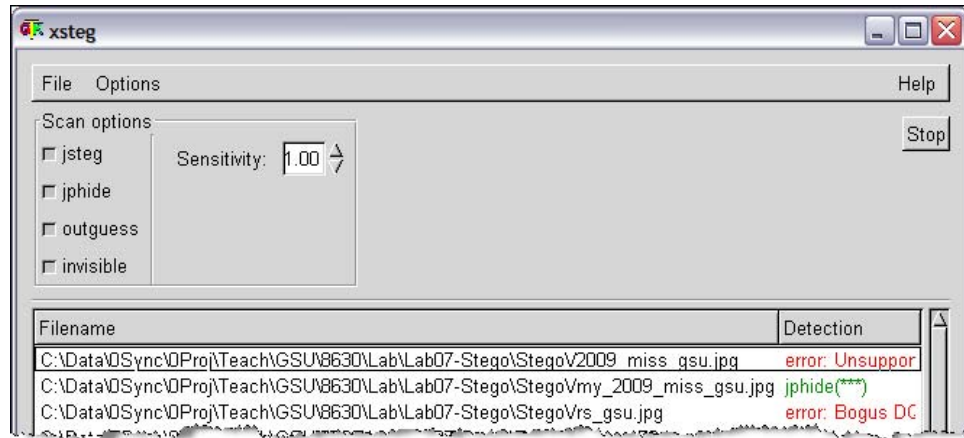 xsteg
File Options Help
Scan options
Stop
jsteg
Sensitivity: 1.00
jphide
outguess
invisible
Filename Detection
C:\Data\0Sync\0Proj\Teach\GSU\8630\Lab\Lab07-Stego\StegoV2009_miss_gsu.jpg error: Unsuppor
C:\Data\0Sync\0Proj\Teach\GSU\8630\Lab\Lab07-Stego\StegoVmy_2009_miss_gsu.jpg jphide(***)
C:\Data\0Sync\0Proj\Teach\GSU\8630\Lab\Lab07-Stego\StegoVrs_gsu.jpg error: Bogus DC